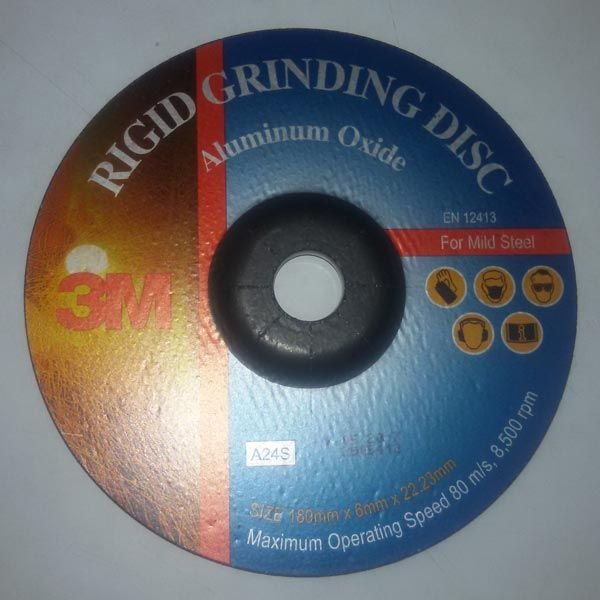 RIGID GRINDING DISC
Aluminum Oxide
EN 12413
For Mild Steel
3M
A24S
SIZE 180mm x 6mm x 22.23mm
Maximum Operating Speed 80 m/s, 8,500 rpm